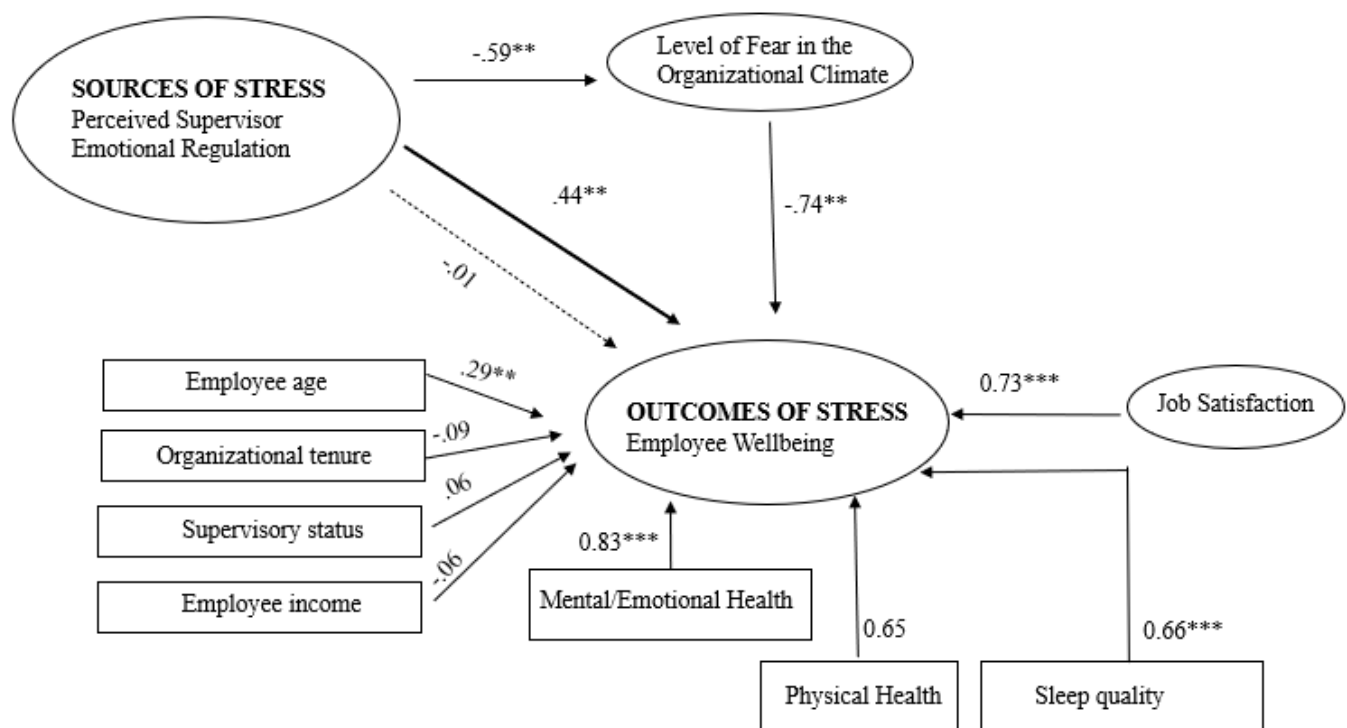 -.59**
Level of Fear in the
Organizational Climate
SOURCES OF STRESS
Perceived Supervisor
Emotional Regulation
.44**
-.74**
-.01
Employee age
.29**
0.73***
Job Satisfaction
OUTCOMES OF STRESS
Employee Wellbeing
Organizational tenure
-.09
Supervisory status
.06
Employee income
-.06
0.83***
Mental/Emotional Health
0.65
0.66***
Physical Health
Sleep quality